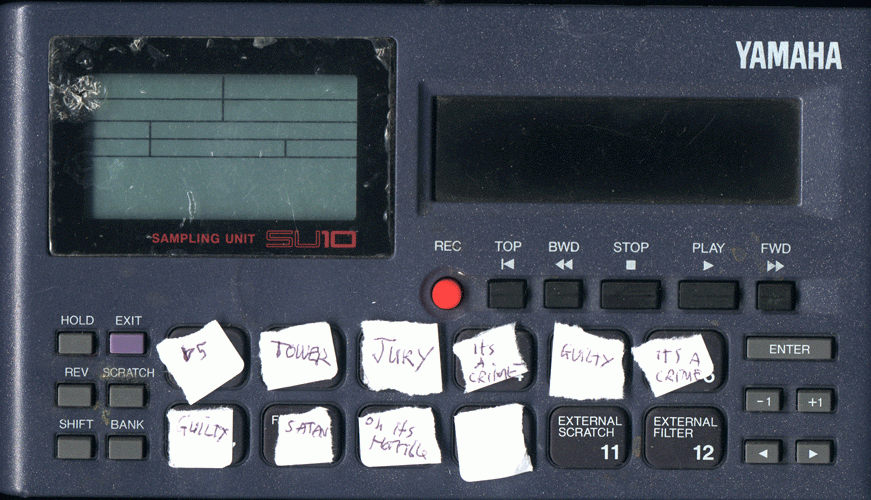 YAMAHA
SAMPLING UNIT SU10
REC TOP BWD STOP PLAY FWD
HOLD EXIT
REV SCRATCH
SHIFT BANK
TOWER
JURY
its
A
CRIME
GUILTY
ITS A
CRIME
ENTER
-1 +1
GUILTY
SATAN
oh its
Horrible
EXTERNAL
SCRATCH
11
EXTERNAL
FILTER
12